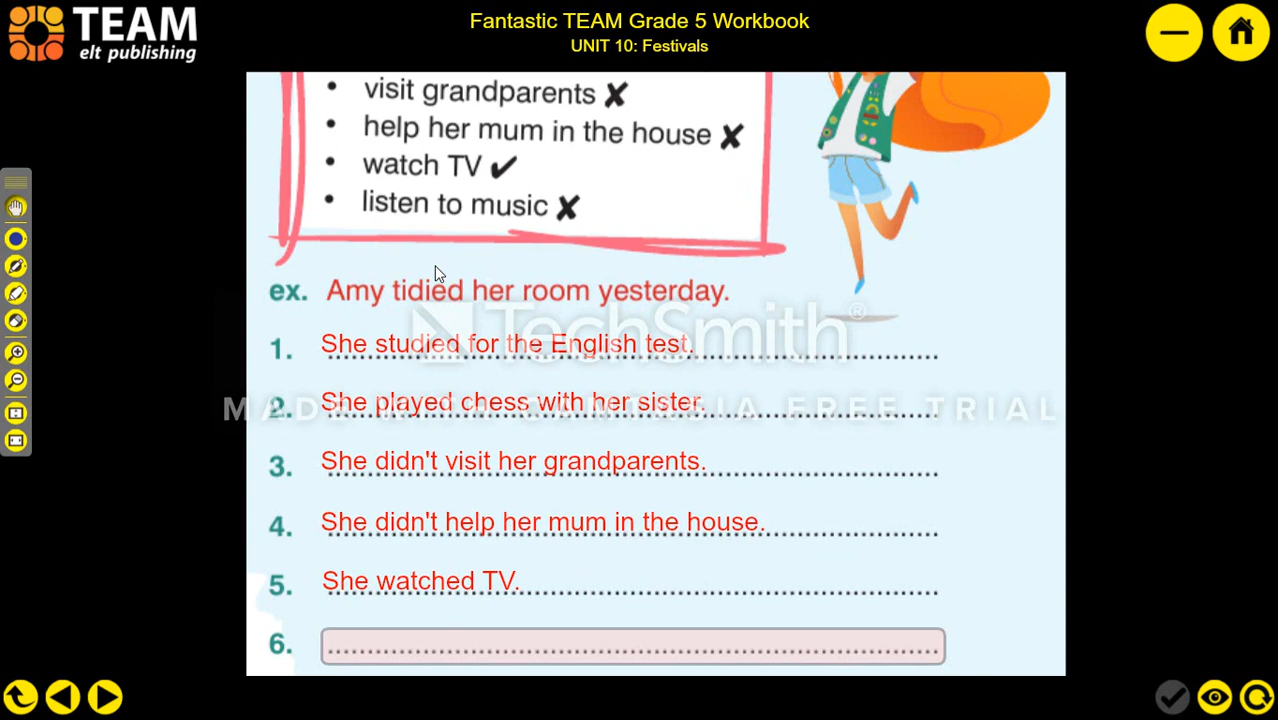 TEAM
elt publishing
Fantastic TEAM Grade 5 Workbook
UNIT 10: Festivals
• visit grandparents ✘
• help her mum in the house ✘
• watch TV ✔
• listen to music ✘
ex. Amy tidied her room yesterday.
TechSmith®
1. She studied for the English test.
MADE WITH CAMTASIA FREE TRIAL
2. She played chess with her sister.
3. She didn't visit her grandparents.
4. She didn't help her mum in the house.
5. She watched TV.
6.